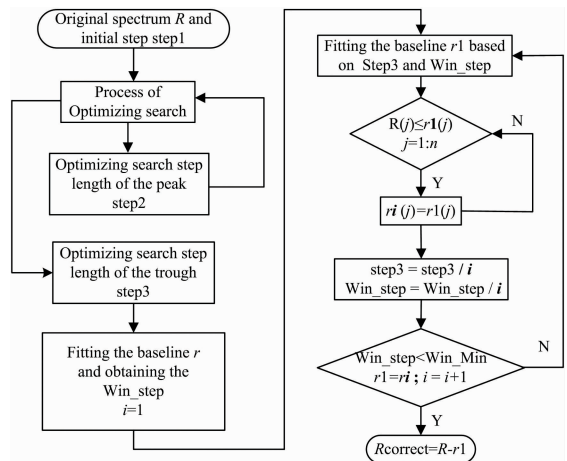 Original spectrum R and
initial step step1
Process of
Optimizing search
Optimizing search step
length of the peak
step2
Optimizing search step
length of the trough
step3
Fitting the baseline r
and obtaining the
Win_step
i=1
Fitting the baseline r1 based
on Step3 and Win_step
R(j)≤r1(j)
j=1:n
N
Y
ri (j)=r1(j)
step3 = step3 / i
Win_step = Win_step / i
Win_step<Win_Min
r1=ri ; i = i+1
N
Y
Rcorrect=R-r1